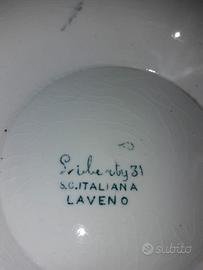 Liberty 31
S.C.ITALIANA
LAVENO
subito